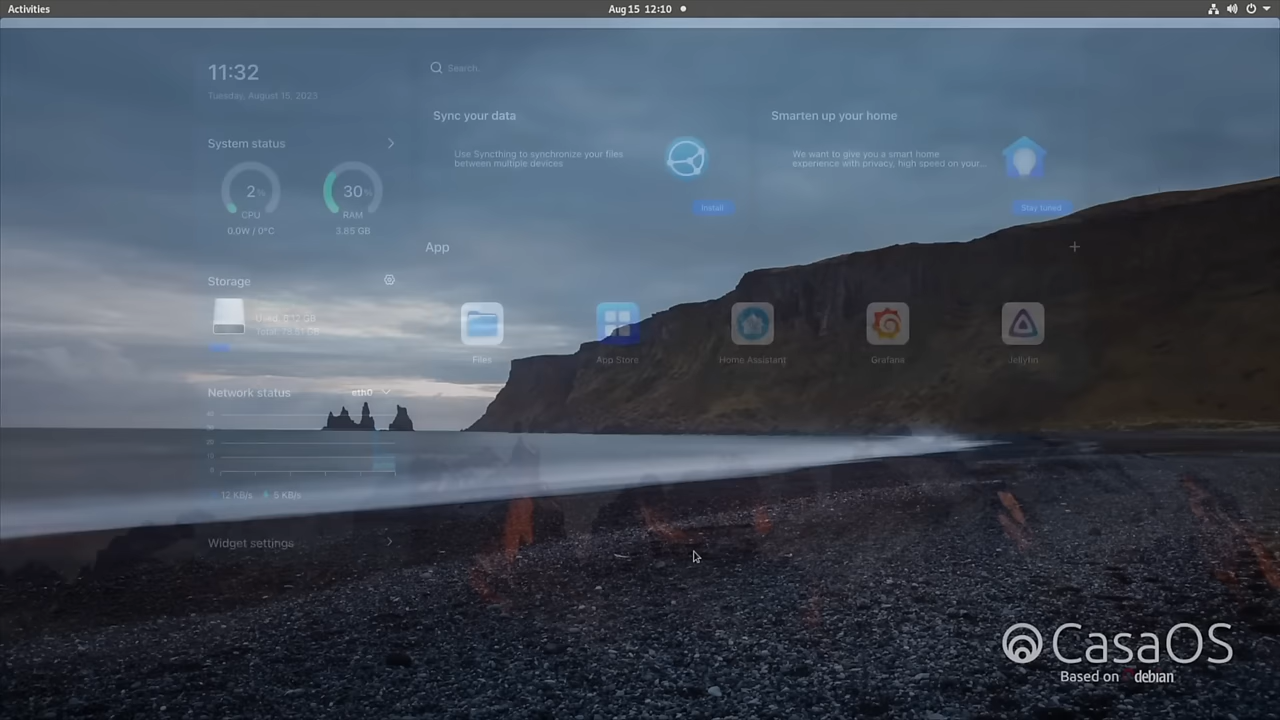 Activities
Aug 15 12:10
11:32
Tuesday, August 15, 2023
Search.
Sync your data
Use Syncthing to synchronize your files
between multiple devices
Install
Smarten up your home
We want to give you a smart home
experience with privacy, high speed on your...
Stay tuned
System status
2%
CPU
0.0W / 0°C
30%
RAM
3.85 GB
App
Storage
Files
App Store
Home Assistant
Grafana
Jellyfin
Network status
eth0
12 KB/s
5 KB/s
Widget settings
CasaOS
Based on debian